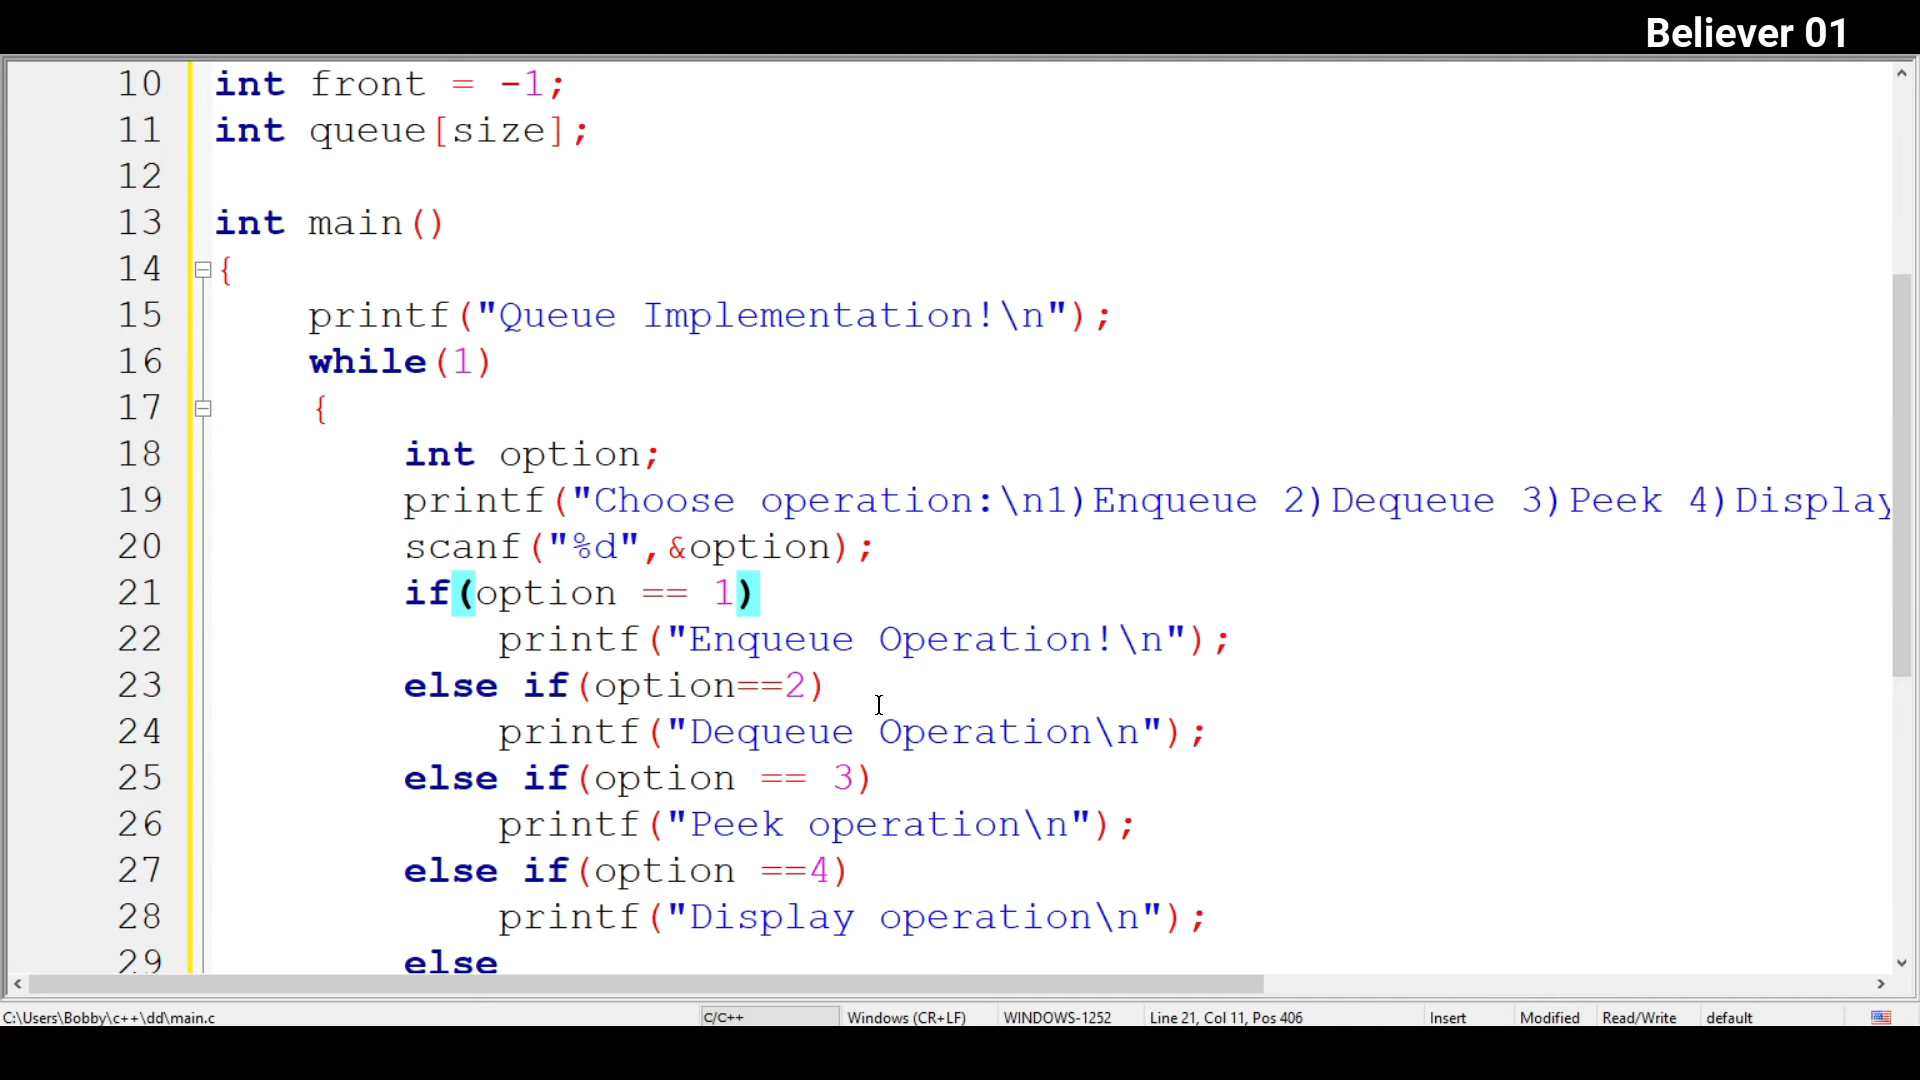 Believer 01
10 int front = -1;
11 int queue[size];
12
13 int main()
14 {
15 printf("Queue Implementation!\n");
16 while(1)
17 {
18 int option;
19 printf("Choose operation:\n1)Enqueue 2)Dequeue 3)Peek 4)Display
20 scanf("%d",&option);
21 if(option == 1)
22 printf("Enqueue Operation!\n");
23 else if(option==2)
24 printf("Dequeue Operation\n");
25 else if(option == 3)
26 printf("Peek operation\n");
27 else if(option ==4)
28 printf("Display operation\n");
29 else
C:\Users\Bobby\c++\dd\main.c C/C++ Windows (CR+LF) WINDOWS-1252 Line 21, Col 11, Pos 406 Insert Modified Read/Write default